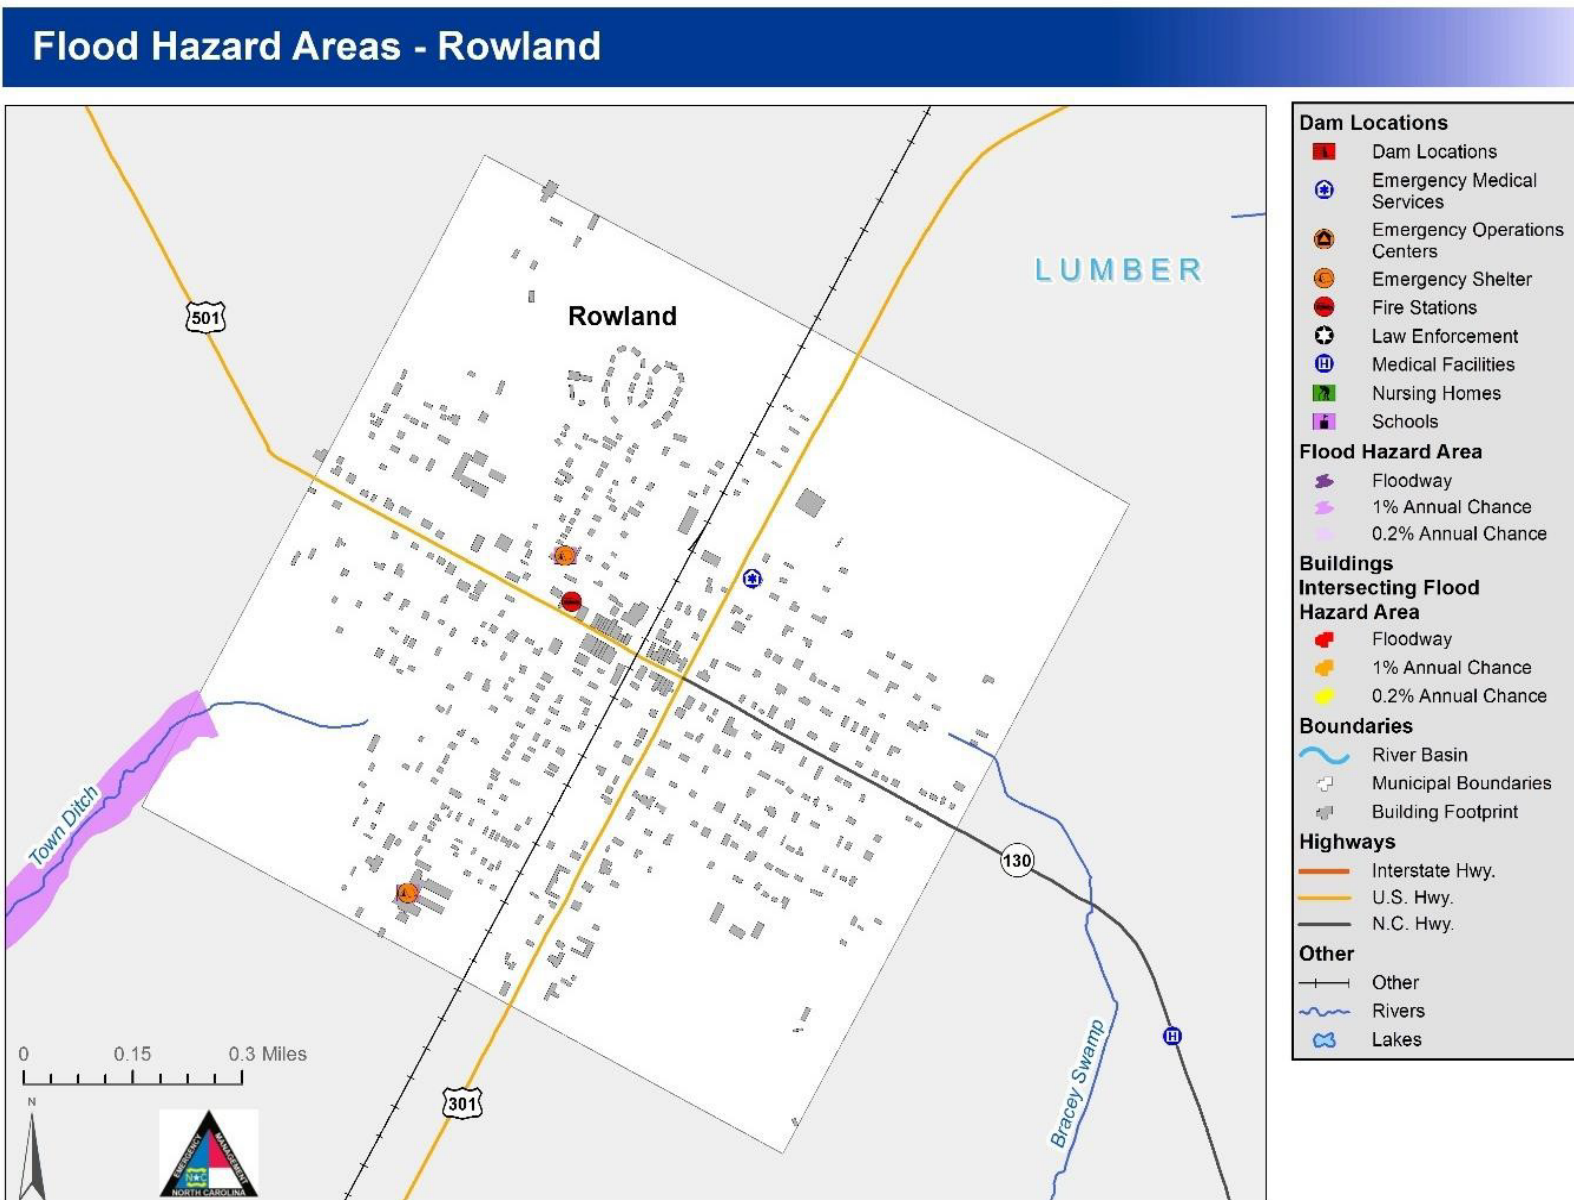 Flood Hazard Areas - Rowland
LUMBER
Rowland
501
Town Ditch
130
Bracey Swamp
301
0 0.15 0.3 Miles
N
EMERGENCY
MANAGEMENT
N C
NORTH CAROLINA
Dam Locations
Dam Locations
Emergency Medical
Services
Emergency Operations
Centers
Emergency Shelter
Fire Stations
Law Enforcement
H
Medical Facilities
Nursing Homes
Schools
Flood Hazard Area
Floodway
1% Annual Chance
0.2% Annual Chance
Buildings
Intersecting Flood
Hazard Area
Floodway
1% Annual Chance
0.2% Annual Chance
Boundaries
River Basin
Municipal Boundaries
Building Footprint
Highways
Interstate Hwy.
U.S. Hwy.
N.C. Hwy.
Other
Other
Rivers
Lakes
H